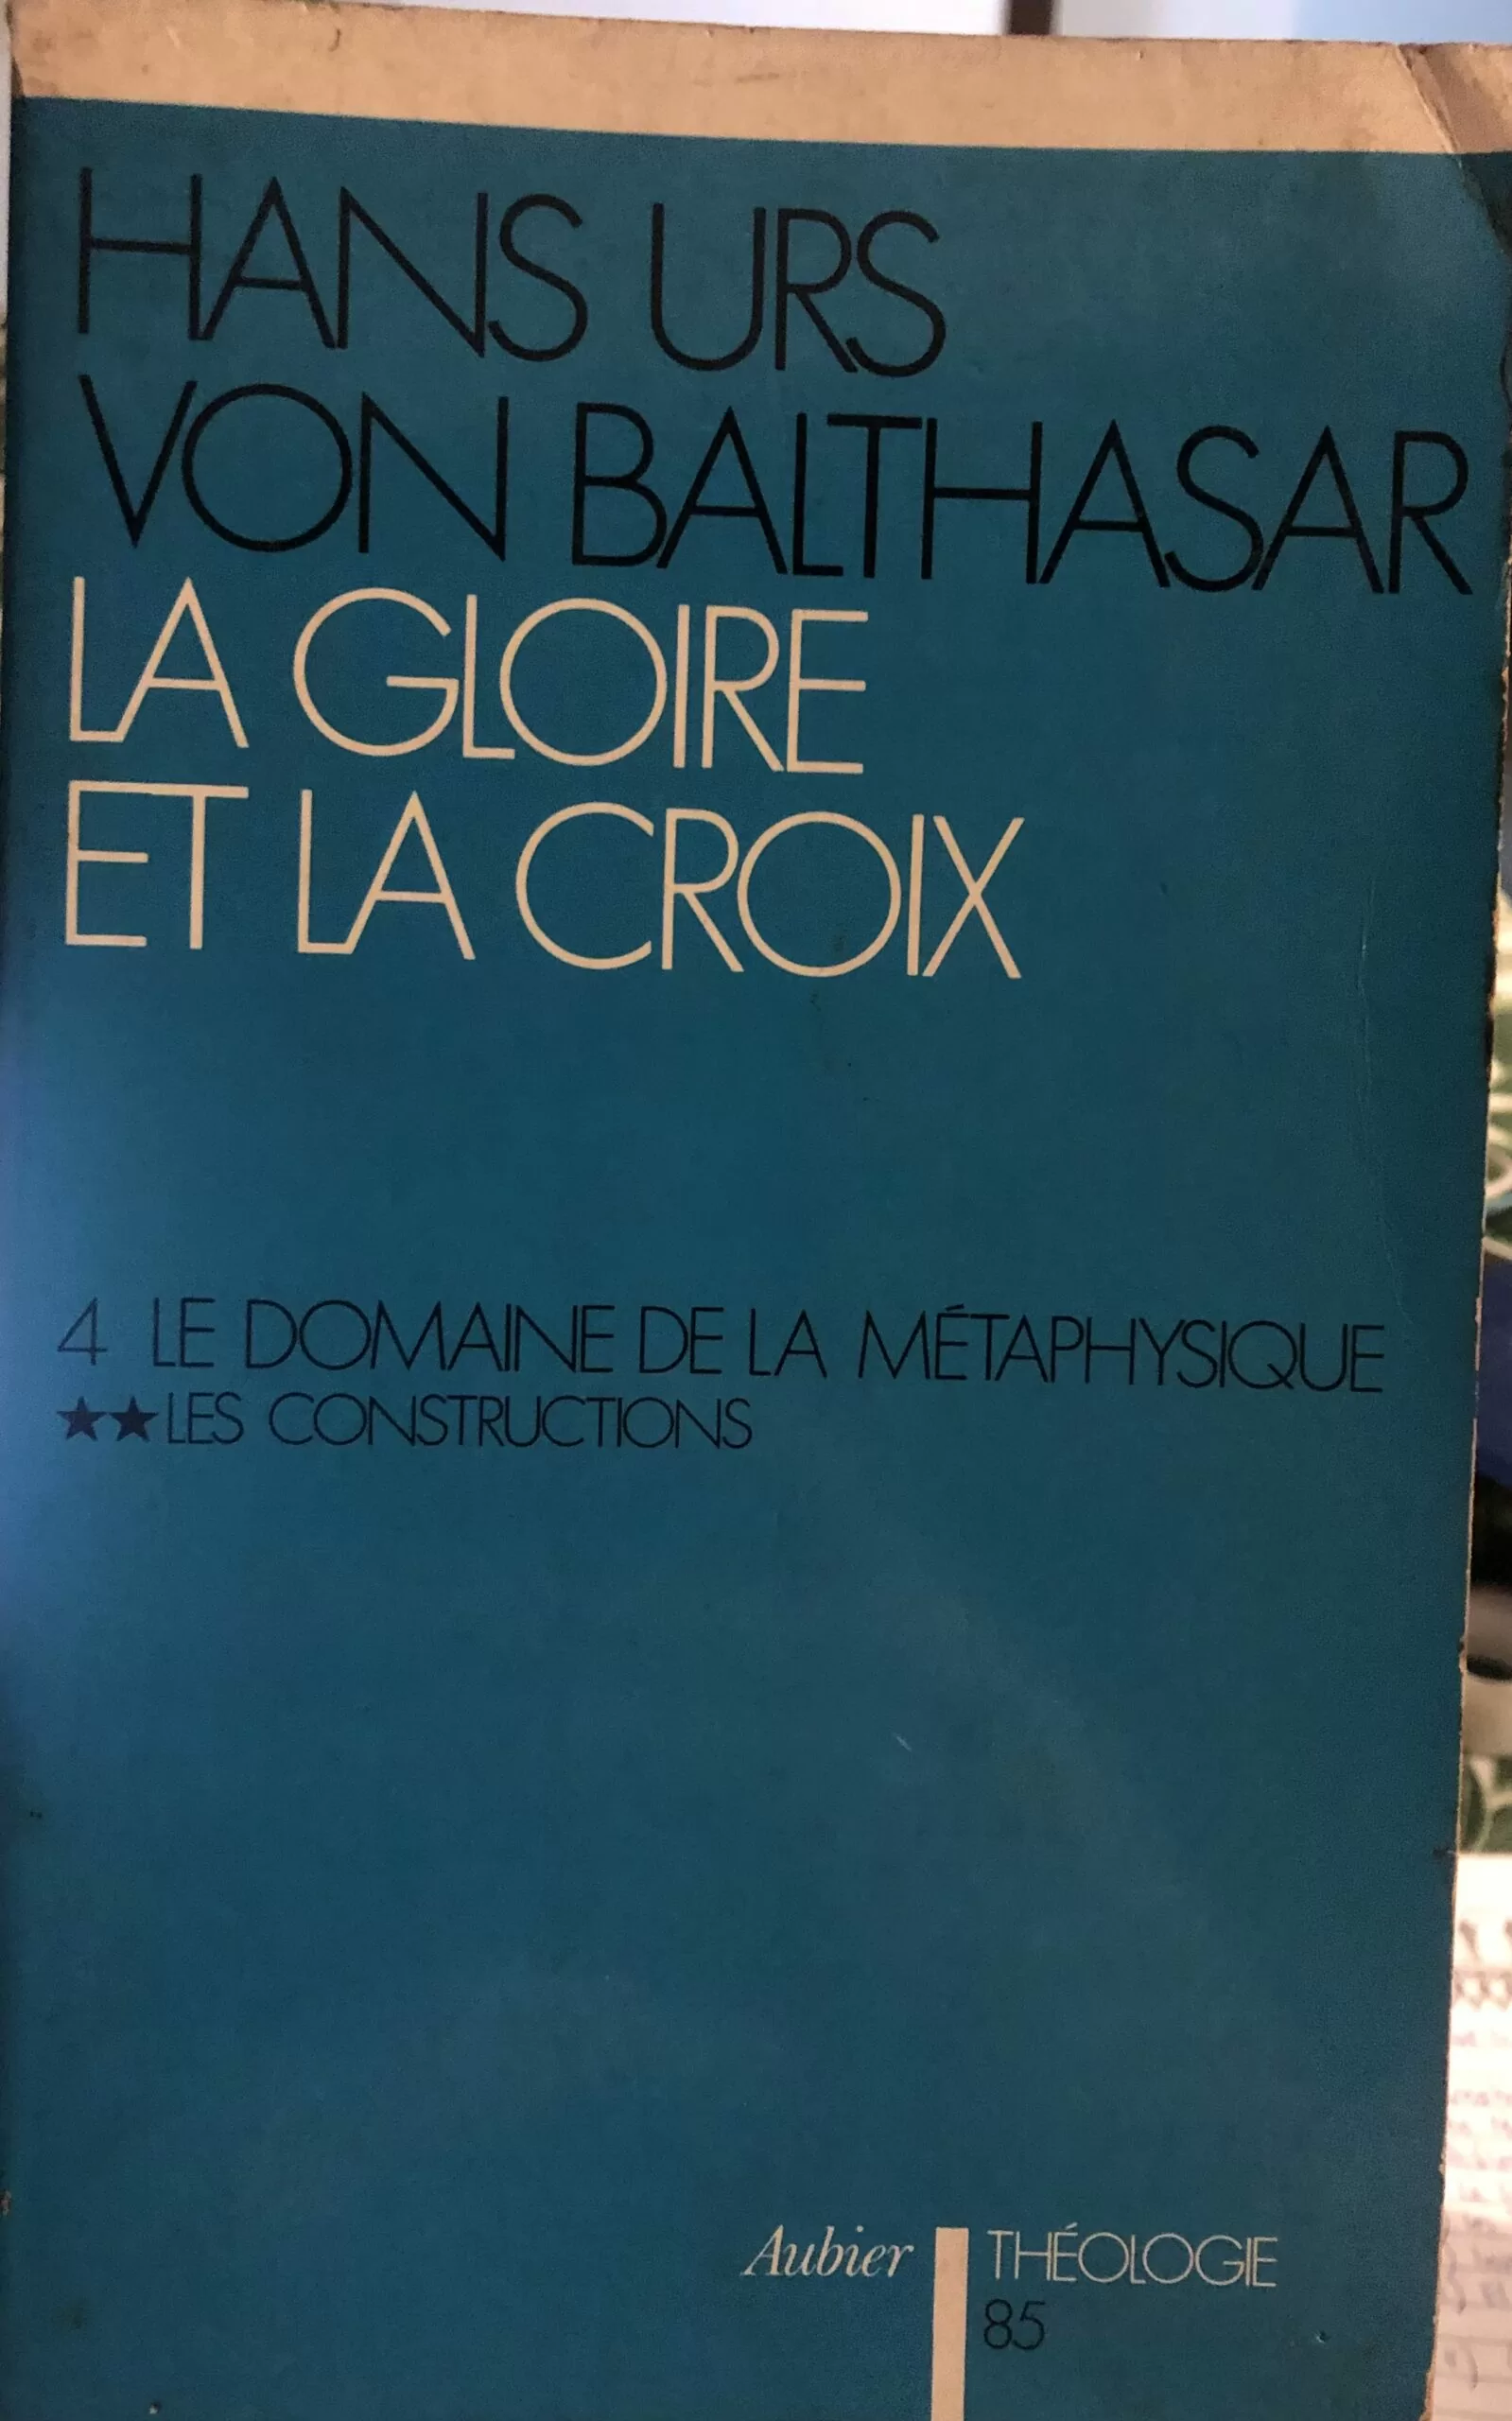 HANS URS
VON BALTHASAR
LA GLOIRE
ET LA CROIX
4 LE DOMAINE DE LA MÉTAPHYSIQUE
★★LES CONSTRUCTIONS
Aubier
THÉOLOGIE
85